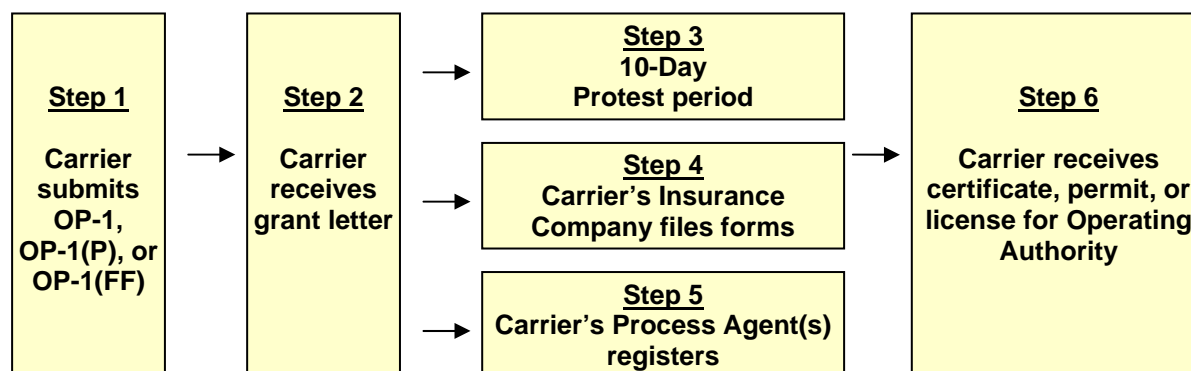 Step 1
Carrier
submits
OP-1,
OP-1(P), or
OP-1(FF)
Step 2
Carrier
receives
grant letter
Step 3
10-Day
Protest period
Step 4
Carrier’s Insurance
Company files forms
Step 5
Carrier’s Process Agent(s)
registers
Step 6
Carrier receives
certificate, permit, or
license for Operating
Authority